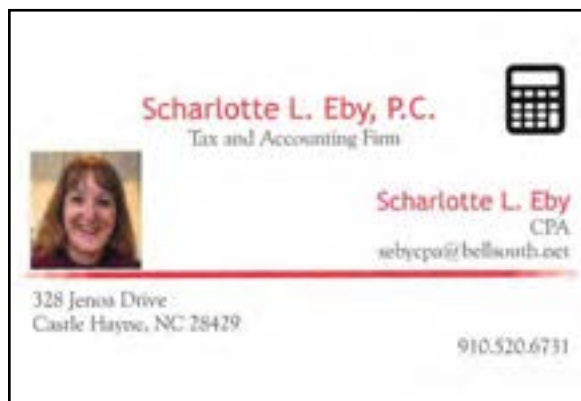 Scharlotte L. Eby, P.C.
Tax and Accounting Firm
Scharlotte L. Eby
CPA
sebycpa@bellsouth.net
328 Jenoa Drive
Castle Hayne, NC 28429
910.520.6731